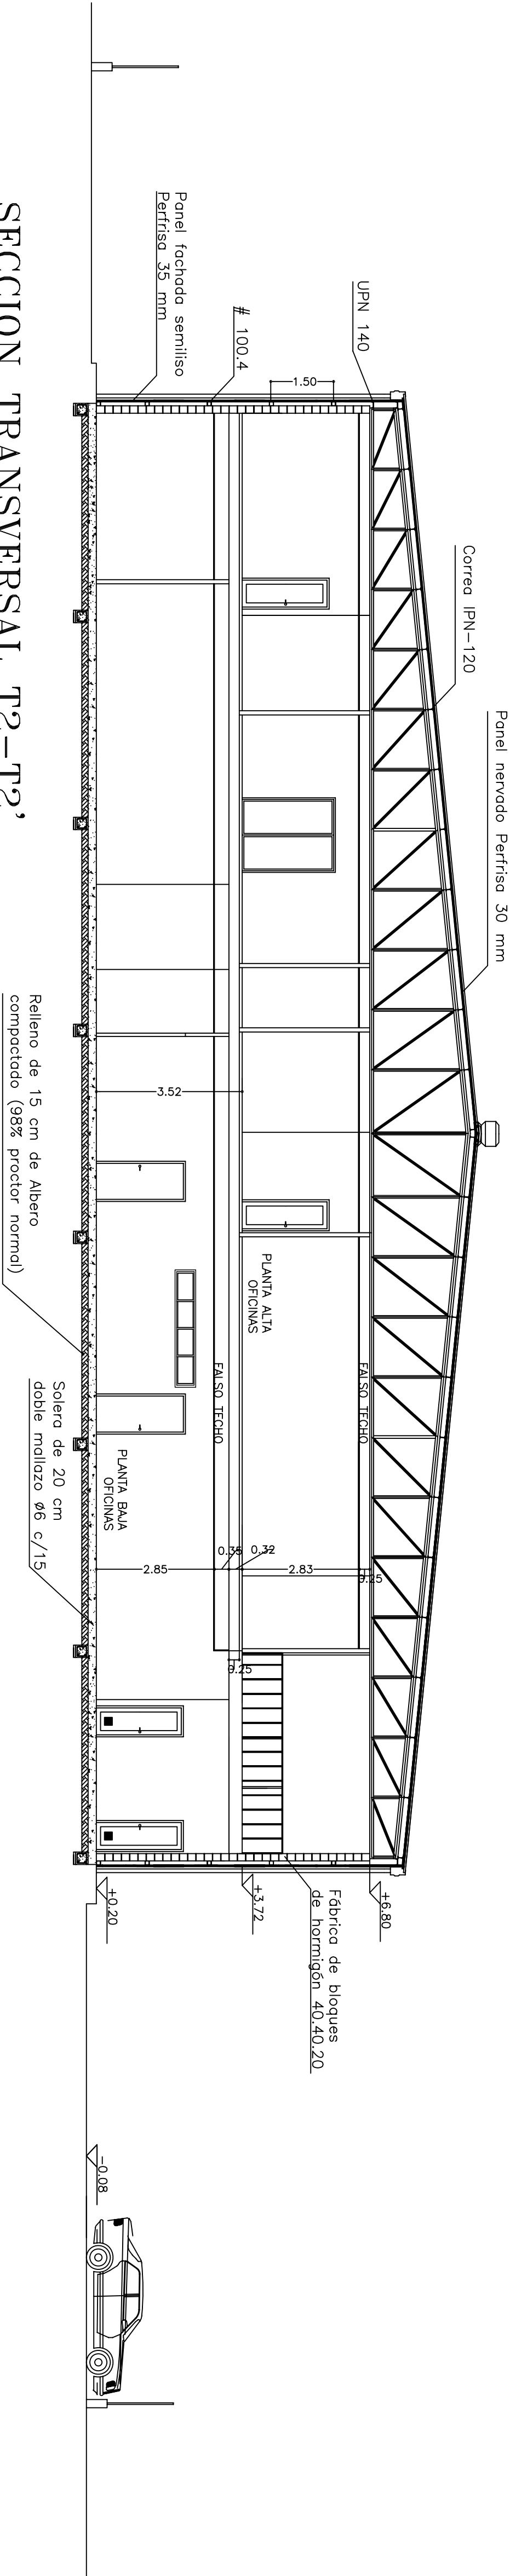 Panel nervado Perfrisa 30 mm
Correa IPN-120
UPN 140
# 100.4
Panel fachada semiliso
Perfrisa 35 mm
1.50
3.52
PLANTA ALTA
OFICINAS
FALSO TECHO
FALSO TECHO
PLANTA BAJA
OFICINAS
2.85
0.35
0.32
2.83
0.25
0.25
+6.80
+3.72
+0.20
-0.08
Fábrica de bloques
de hormigón 40.40.20
Solera de 20 cm
doble mallazo ø6 c/15
Relleno de 15 cm de Albero
compactado (98% proctor normal)
SECCION TRANSVERSAL T2-T2'